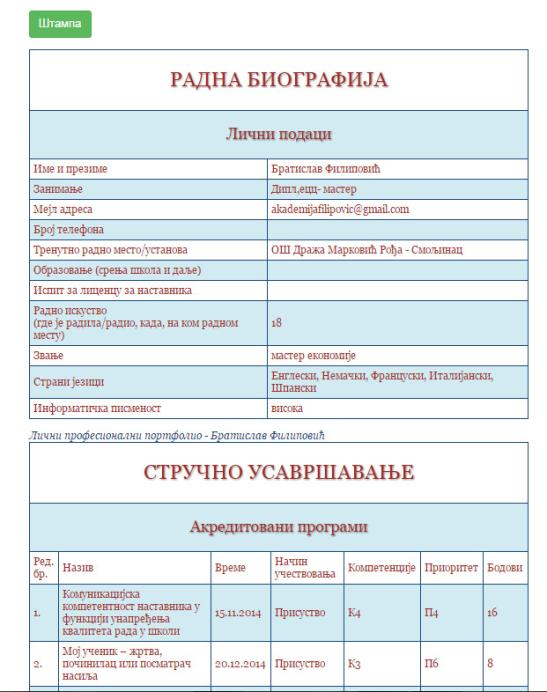 Штампа
РАДНА БИОГРАФИЈА
Лични подаци
Име и презиме Братислав Филиповић
Занимање Дипл,ецц- мастер
Мејл адреса akademijafilipovic@gmail.com
Број телефона
Тренутно радно место/установа ОШ Дража Марковић Рођа - Смољинац
Образовање (срења школа и даље)
Испит за лиценцу за наставника
Радно искуство
(где је радила/радио, када, на ком радном
месту)
18
Звање мастер економије
Страни језици
Енглески, Немачки, Француски, Италијански,
Шпански
Информатичка писменост висока
Лични професионални портфолио - Братислав Филиповић
СТРУЧНО УСАВРШАВАЊЕ
Акредитовани програми
Ред.
бр.
Назив
Време
Начин
учествовања
Компетенције
Приоритет
Бодови
1.
Комуникацијска
компетентност наставника у
функцији унапређења
квалитета рада у школи
15.11.2014
Присуство
К4
П4
16
2.
Мој ученик – жртва,
починилац или посматрач
насиља
20.12.2014
Присуство
К3
П6
8